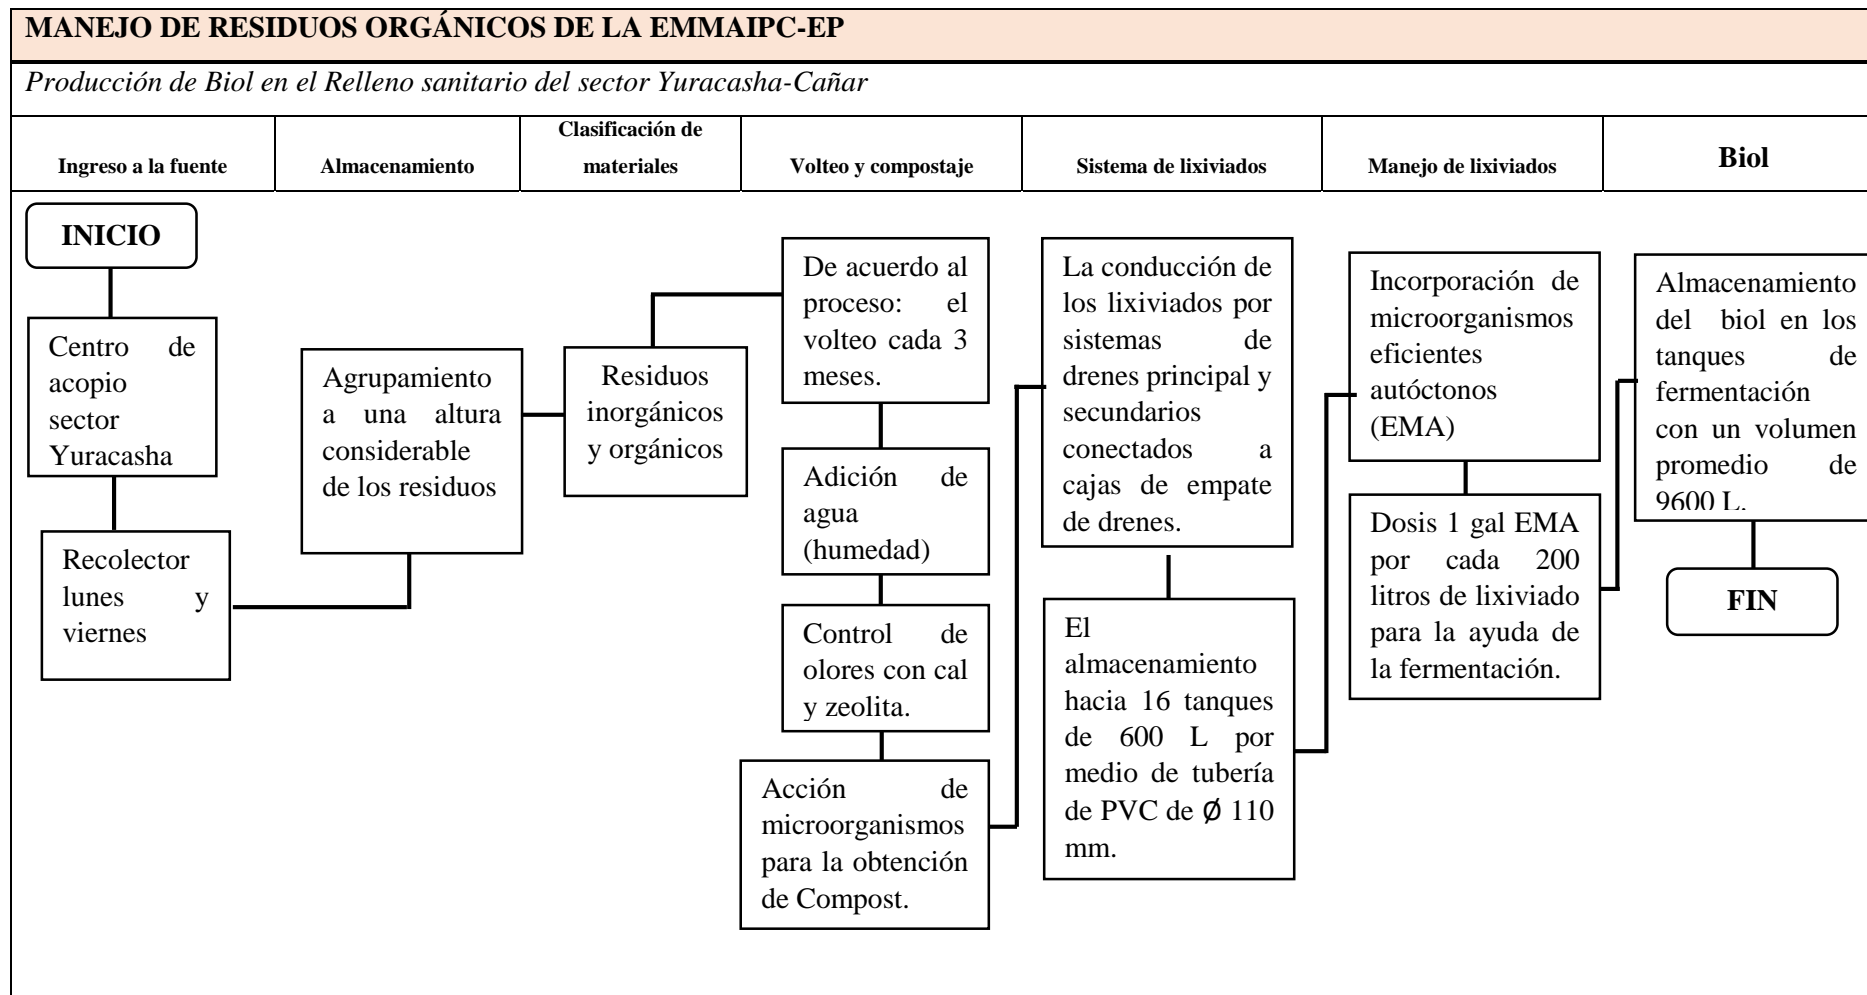 MANEJO DE RESIDUOS ORGÁNICOS DE LA EMMAIPC-EP
Producción de Biol en el Relleno sanitario del sector Yuracasha-Cañar
Ingreso a la fuente
Almacenamiento
Clasificación de
materiales
Volteo y compostaje
Sistema de lixiviados
Manejo de lixiviados
Biol
INICIO
Centro de
acopio
sector
Yuracasha
Recolector
lunes y
viernes
Agrupamiento
a una altura
considerable
de los residuos
Residuos
inorgánicos
y orgánicos
De acuerdo al
proceso: el
volteo cada 3
meses.
Adición de
agua
(humedad)
Control de
olores con cal
y zeolita.
Acción de
microorganismos
para la obtención
de Compost.
La conducción de
los lixiviados por
sistemas de
drenes principal y
secundarios
conectados a
cajas de empate
de drenes.
El
almacenamiento
hacia 16 tanques
de 600 L por
medio de tubería
de PVC de Ø 110
mm.
Incorporación de
microorganismos
eficientes
autóctonos
(EMA)
Dosis 1 gal EMA
por cada 200
litros de lixiviado
para la ayuda de
la fermentación.
Almacenamiento
del biol en los
tanques de
fermentación
con un volumen
promedio de
9600 L.
FIN